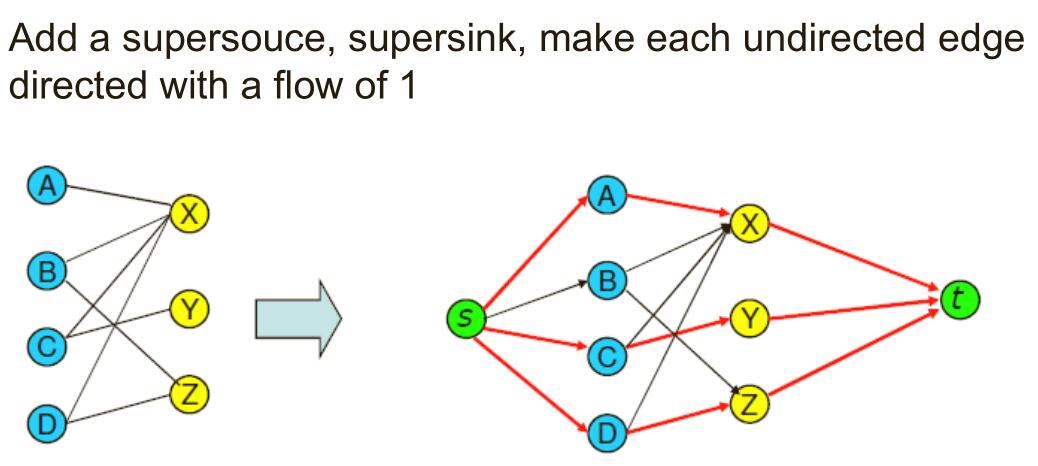 Add a supersouce, supersink, make each undirected edge
directed with a flow of 1
A
X
B
Y
C
Z
D
A
X
B
s
Y
t
C
Z
D